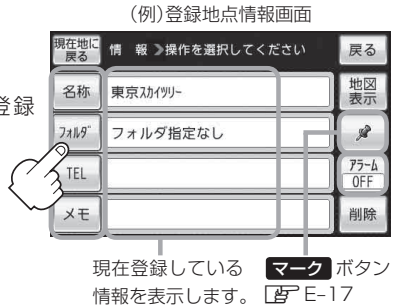 (例)登録地点情報画面
現在地に戻る
情 報 》操作を選択してください
戻る
名称
東京スカイツリー
地図表示
登録
フォルダ
フォルダ指定なし
TEL
アラーム OFF
メモ
削除
現在登録している
情報を表示します。
マーク ボタン
E-17